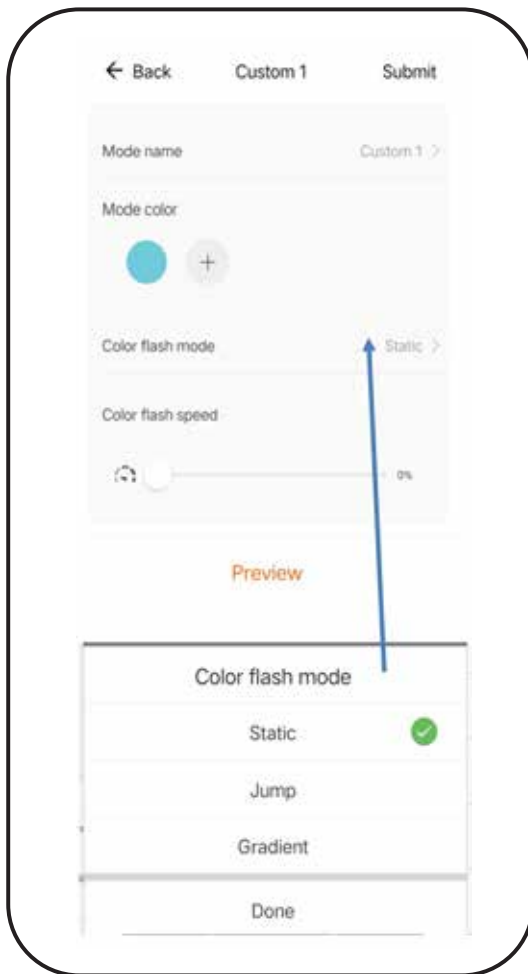 ← Back Custom 1 Submit
Mode name Custom 1 >
Mode color
+
Color flash mode Static >
Color flash speed
0%
Preview
Color flash mode
Static
Jump
Gradient
Done